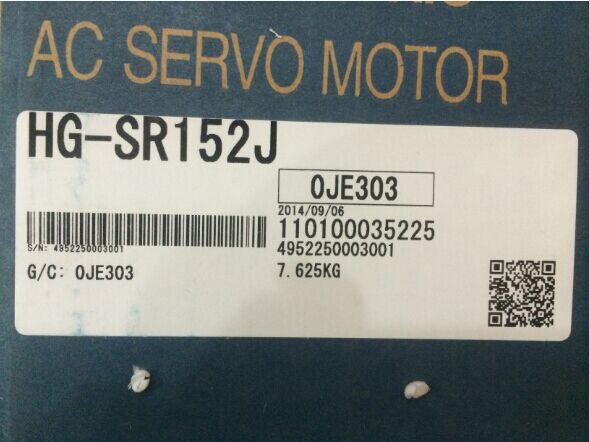 AC SERVO MOTOR
HG-SR152J
0JE303
2014/09/06
110100035225
S/N: 4952250003001
4952250003001
G/C: 0JE303
7.625KG